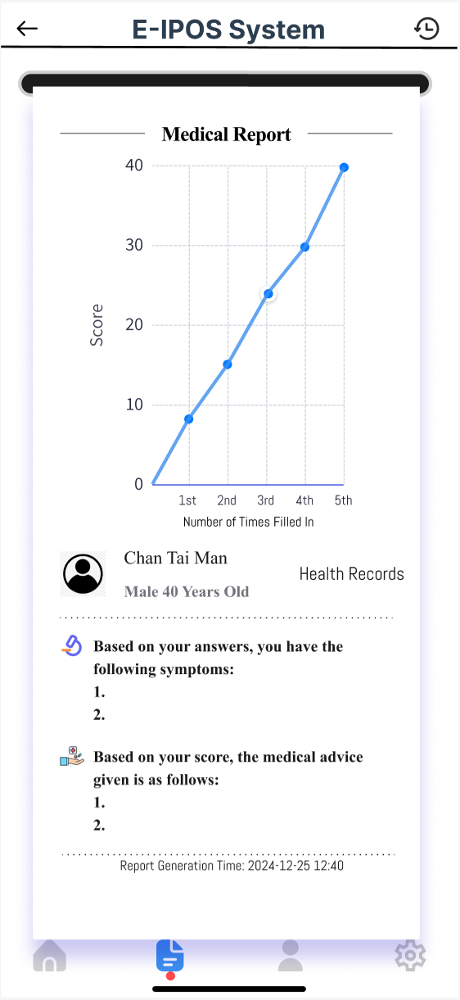 E-IPOS System
Medical Report
40
30
20
10
0
Score
1st 2nd 3rd 4th 5th
Number of Times Filled In
Chan Tai Man
Male 40 Years Old
Health Records
Based on your answers, you have the
following symptoms:
1.
2.
Based on your score, the medical advice
given is as follows:
1.
2.
Report Generation Time: 2024-12-25 12:40